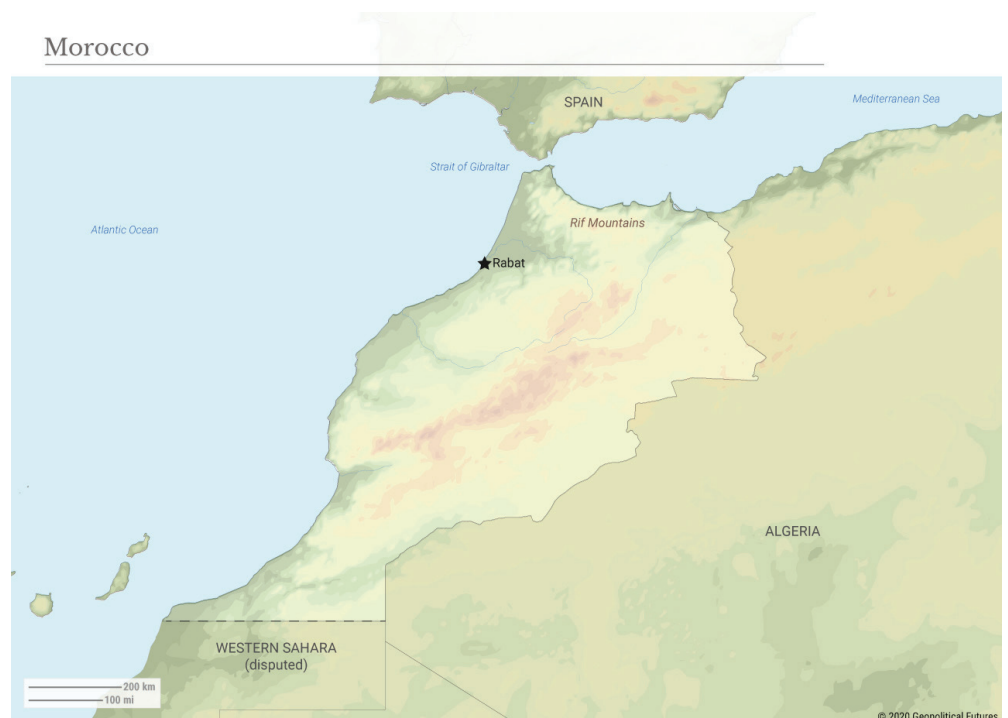 Morocco
SPAIN
Mediterranean Sea
Strait of Gibraltar
Atlantic Ocean
Rif Mountains
Rabat
ALGERIA
WESTERN SAHARA
(disputed)
200 km
100 mi
© 2020 Geopolitical Futures